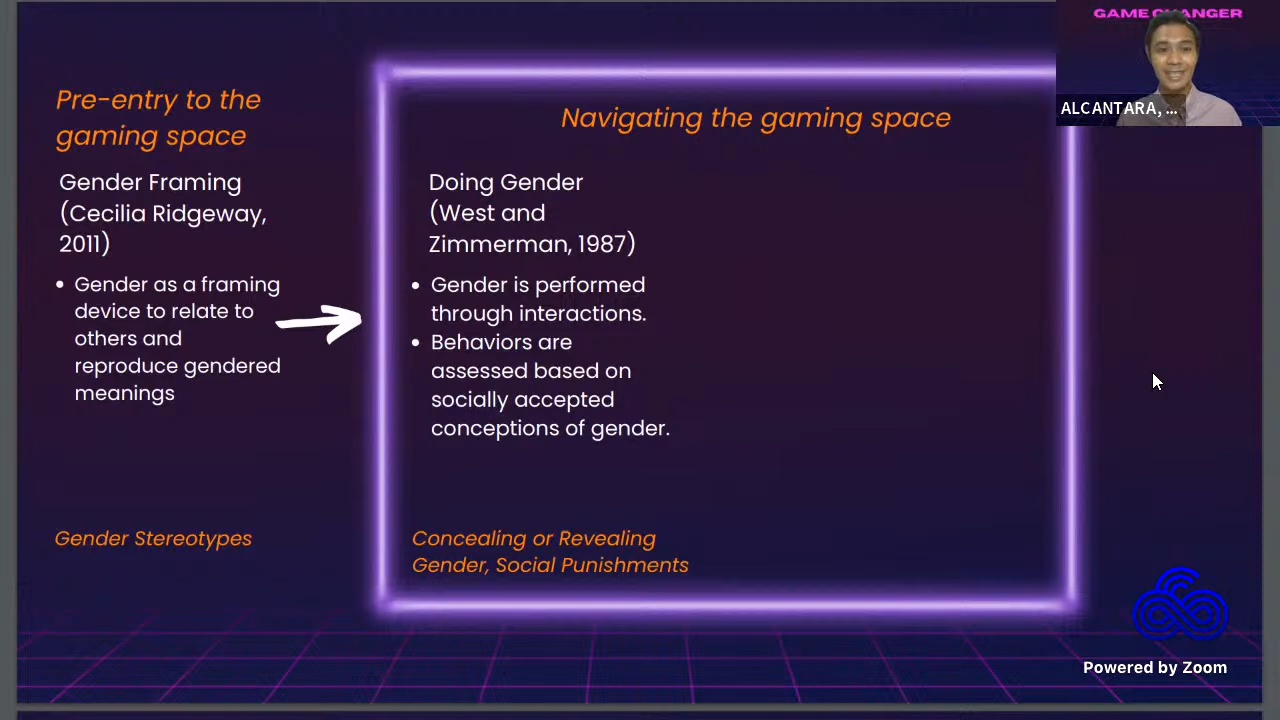 GAME CHANGER
ALCANTARA, ...
Pre-entry to the
gaming space
Gender Framing
(Cecilia Ridgeway,
2011)
• Gender as a framing
device to relate to
others and
reproduce gendered
meanings
Gender Stereotypes
Navigating the gaming space
Doing Gender
(West and
Zimmerman, 1987)
• Gender is performed
through interactions.
• Behaviors are
assessed based on
socially accepted
conceptions of gender.
Concealing or Revealing
Gender, Social Punishments
Powered by Zoom